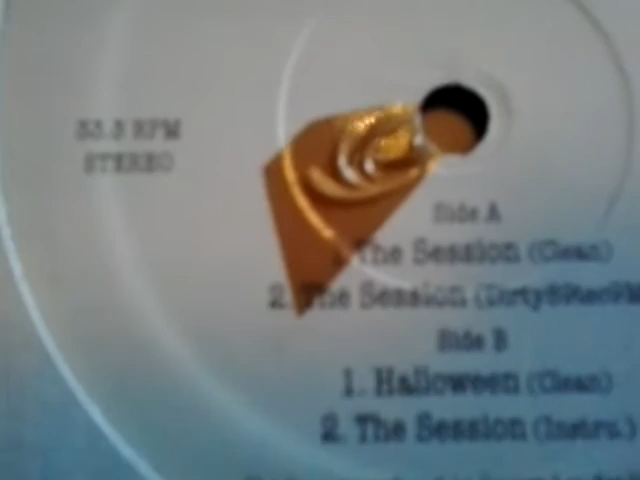 33.3 RPM
STEREO
Side A
The Session (Clean)
2. The Session
Side B
1. Halloween (Clean)
2. The Session (Instru.)